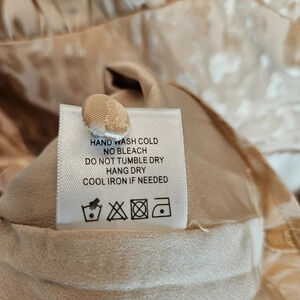 HAND WASH COLD
NO BLEACH
DO NOT TUMBLE DRY
HANG DRY
COOL IRON IF NEEDED